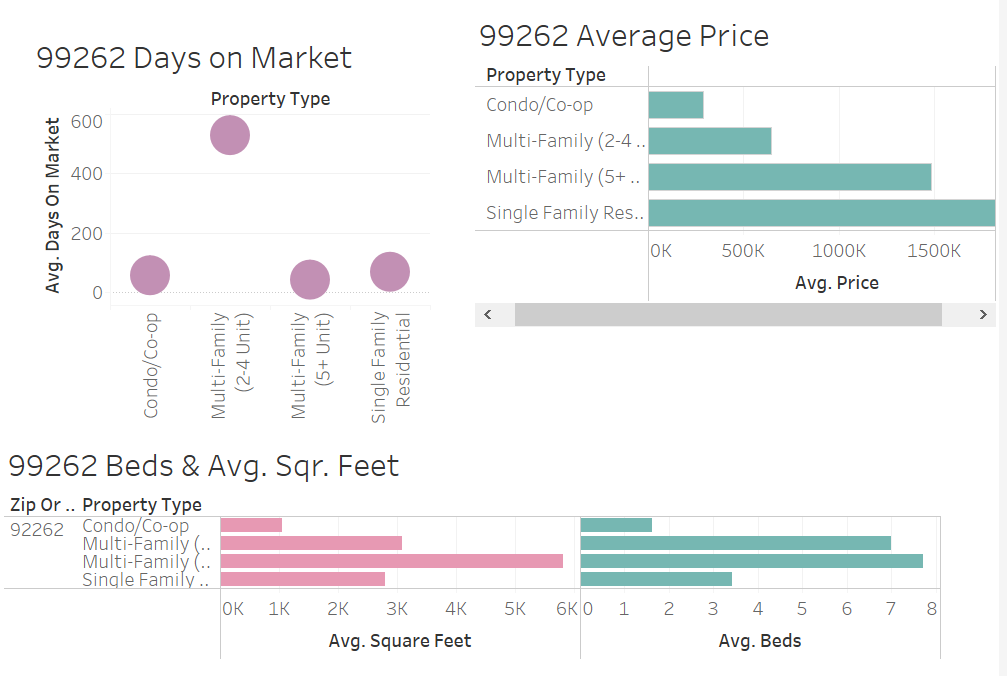 99262 Days on Market
Property Type
Avg. Days On Market
600
400
200
0
Condo/Co-op
Multi-Family
(2-4 Unit)
Multi-Family
(5+ Unit)
Single Family
Residential
99262 Average Price
Property Type
Condo/Co-op
Multi-Family (2-4 ..
Multi-Family (5+ ..
Single Family Res..
0K 500K 1000K 1500K
Avg. Price
99262 Beds & Avg. Sqr. Feet
Zip Or .. Property Type
92262 Condo/Co-op
Multi-Family (..
Multi-Family (..
Single Family ..
0K 1K 2K 3K 4K 5K 6K 0 1 2 3 4 5 6 7 8
Avg. Square Feet Avg. Beds